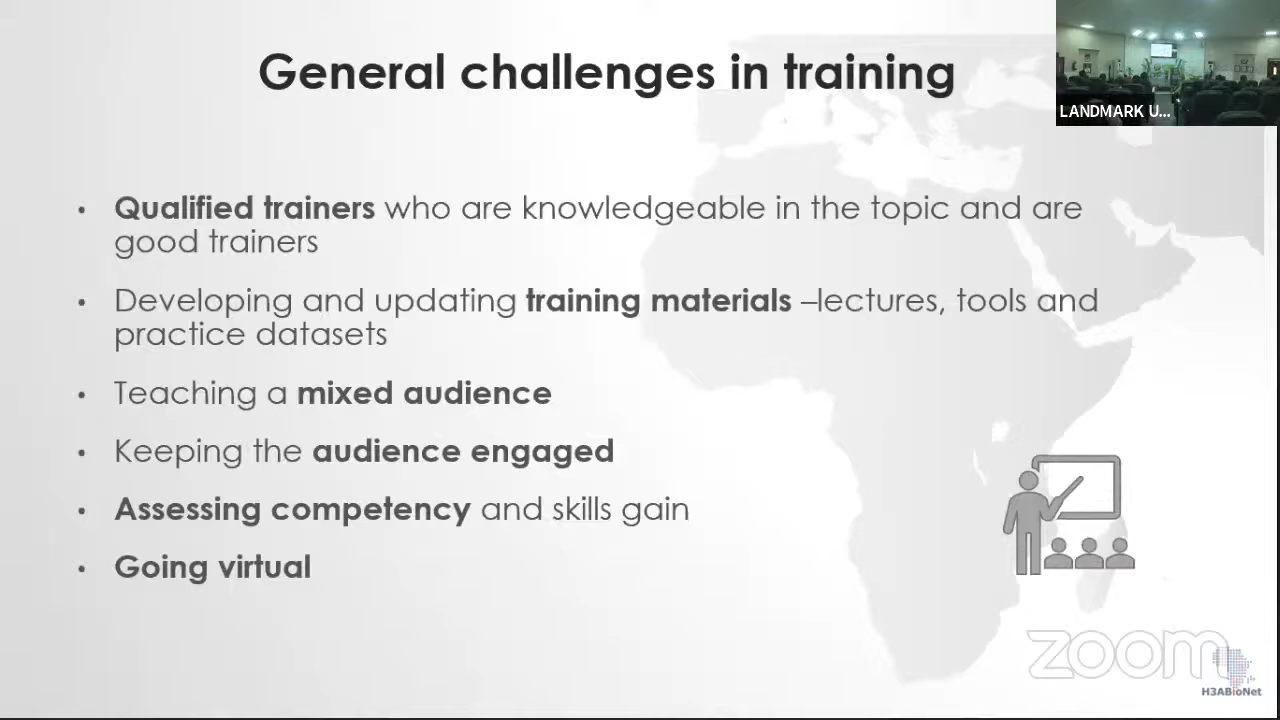 General challenges in training
LANDMARK U...
• Qualified trainers who are knowledgeable in the topic and are
good trainers
• Developing and updating training materials –lectures, tools and
practice datasets
• Teaching a mixed audience
• Keeping the audience engaged
• Assessing competency and skills gain
• Going virtual
zoom
H3ABioNet